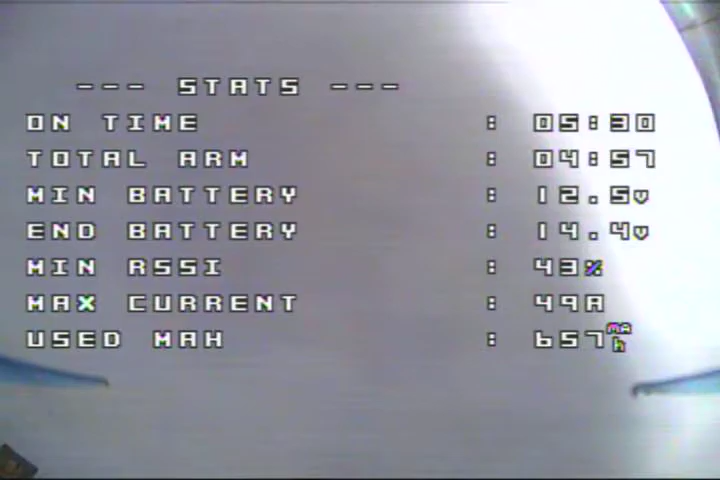 --- STATS ---
ON TIME : 05:30
TOTAL ARM : 04:57
MIN BATTERY : 12.5v
END BATTERY : 14.4v
MIN RSSI : 43%
MAX CURRENT : 49A
USED MAH : 657mAh